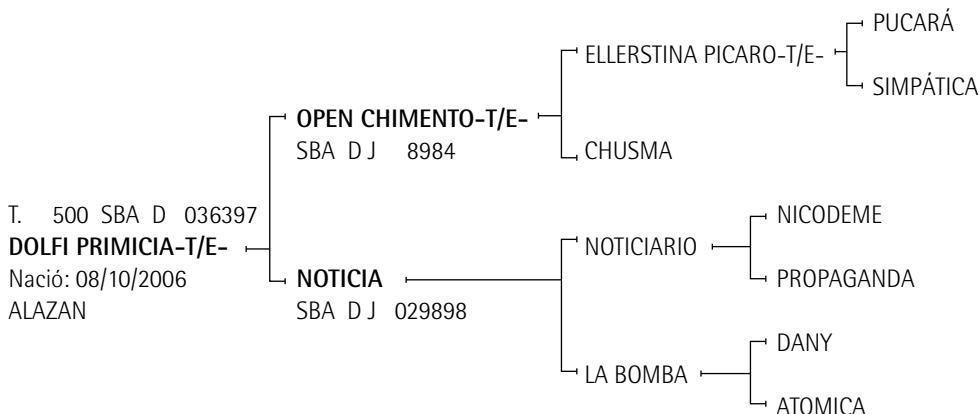 T. 500 SBA D 036397
DOLFI PRIMICIA-T/E-
Nació: 08/10/2006
ALAZAN
OPEN CHIMENTO-T/E-
SBA D J 8984
NOTICIA
SBA D J 029898
ELLERSTINA PICARO-T/E-
CHUSMA
NOTICIARIO
LA BOMBA
PUCARÁ
SIMPÁTICA
NICODEME
PROPAGANDA
DANY
ATOMICA